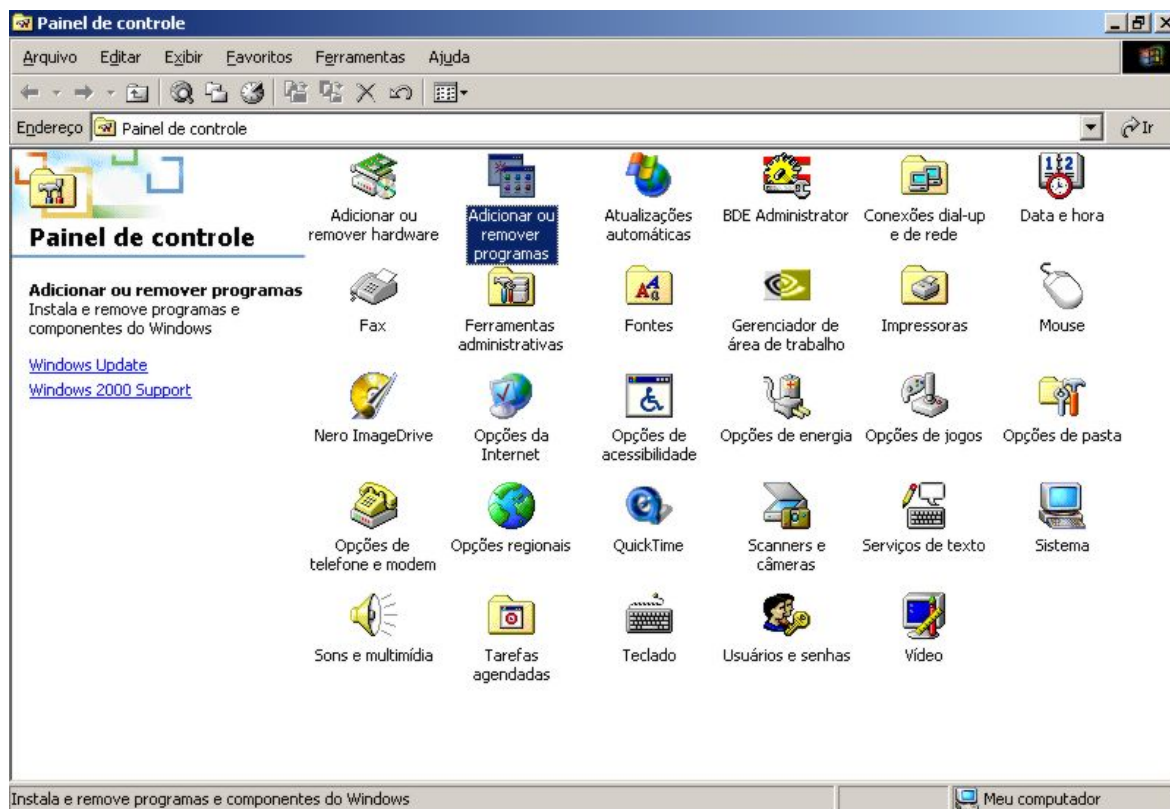 Painel de controle
Arquivo Editar Exibir Favoritos Ferramentas Ajuda
Endereço Painel de controle Ir
Painel de controle
Adicionar ou remover programas
Instala e remove programas e
componentes do Windows
Windows Update
Windows 2000 Support
Adicionar ou
remover hardware
Adicionar ou
remover
programas
Atualizações
automáticas
BDE Administrator
Conexões dial-up
e de rede
Data e hora
Fax
Ferramentas
administrativas
Fontes
Gerenciador de
área de trabalho
Impressoras
Mouse
Nero ImageDrive
Opções da
Internet
Opções de
acessibilidade
Opções de energia
Opções de jogos
Opções de pasta
Opções de
telefone e modem
Opções regionais
QuickTime
Scanners e
câmeras
Serviços de texto
Sistema
Sons e multimídia
Tarefas
agendadas
Teclado
Usuários e senhas
Vídeo
Instala e remove programas e componentes do Windows
Meu computador